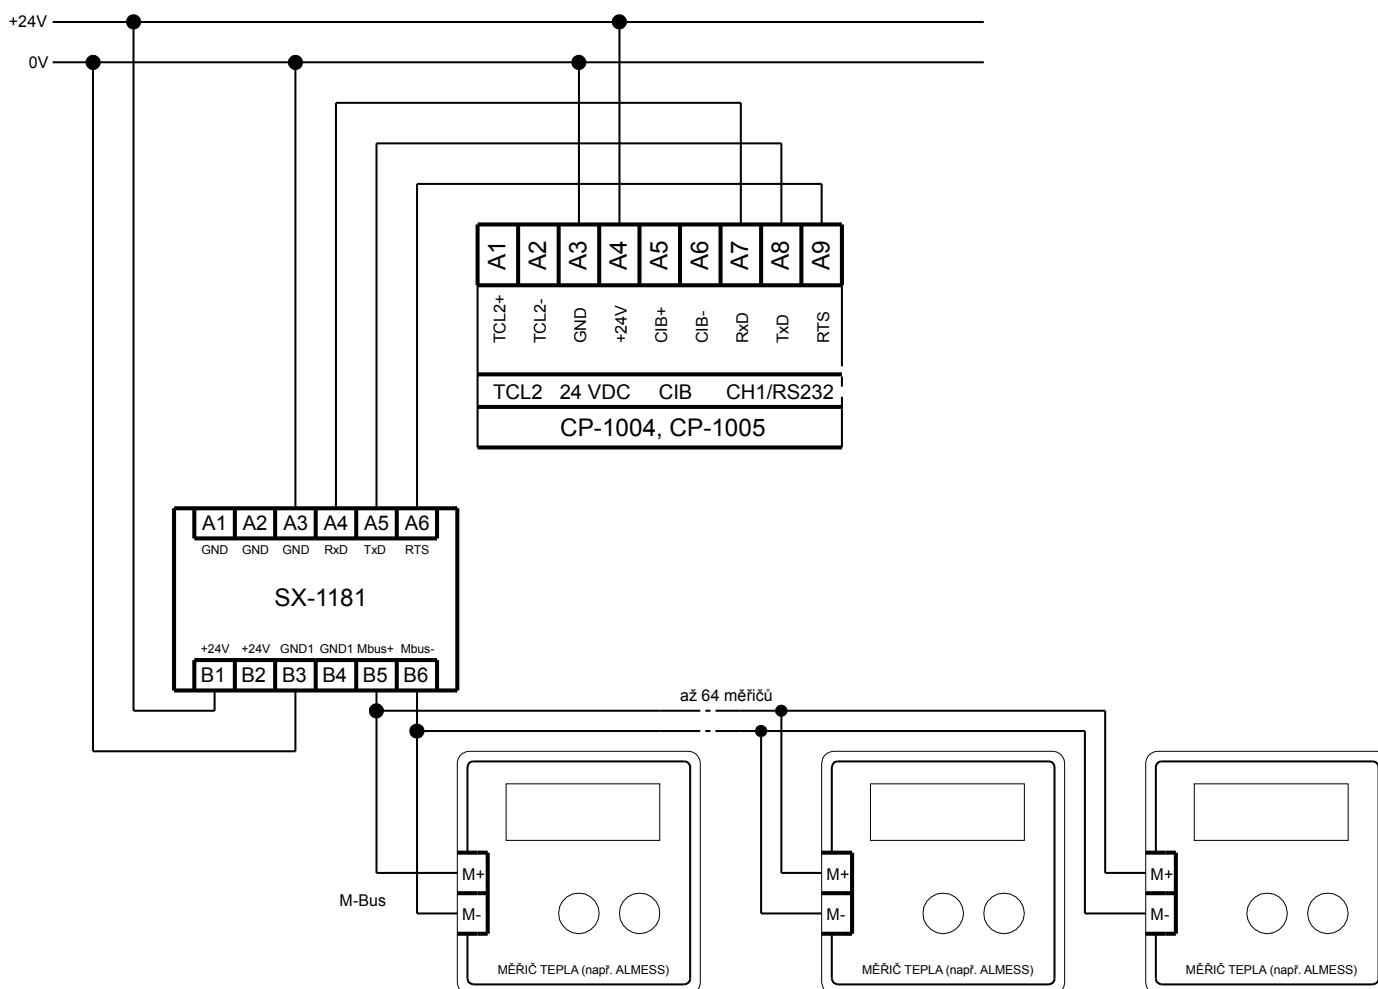 +24V
0V
A1 A2 A3 A4 A5 A6 A7 A8 A9
TCL2+ TCL2- GND +24V CIB+ CIB- RxD TxD RTS
TCL2 24 VDC CIB CH1/RS232
CP-1004, CP-1005
A1 A2 A3 A4 A5 A6
GND GND GND RxD TxD RTS
SX-1181
+24V +24V GND1 GND1 Mbus+ Mbus-
B1 B2 B3 B4 B5 B6
až 64 měřičů
M+ M+ M+
M-Bus
M- M- M-
MĚŘIČ TEPLA (např. ALMESS) MĚŘIČ TEPLA (např. ALMESS) MĚŘIČ TEPLA (např. ALMESS)